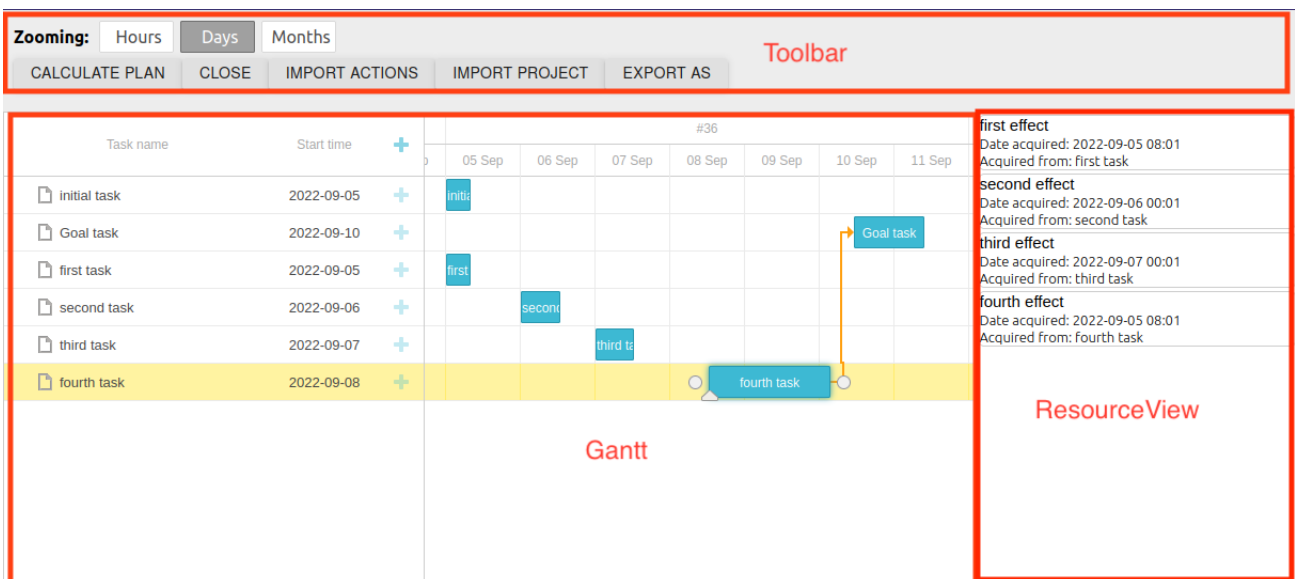 Zooming: Hours Days Months
CALCULATE PLAN CLOSE IMPORT ACTIONS IMPORT PROJECT EXPORT AS
Toolbar
Task name Start time
#36
05 Sep 06 Sep 07 Sep 08 Sep 09 Sep 10 Sep 11 Sep
initial task 2022-09-05 initia
Goal task 2022-09-10 Goal task
first task 2022-09-05 first
second task 2022-09-06 second
third task 2022-09-07 third ta
fourth task 2022-09-08 fourth task
Gantt
first effect
Date acquired: 2022-09-05 08:01
Acquired from: first task
second effect
Date acquired: 2022-09-06 00:01
Acquired from: second task
third effect
Date acquired: 2022-09-07 00:01
Acquired from: third task
fourth effect
Date acquired: 2022-09-05 08:01
Acquired from: fourth task
ResourceView